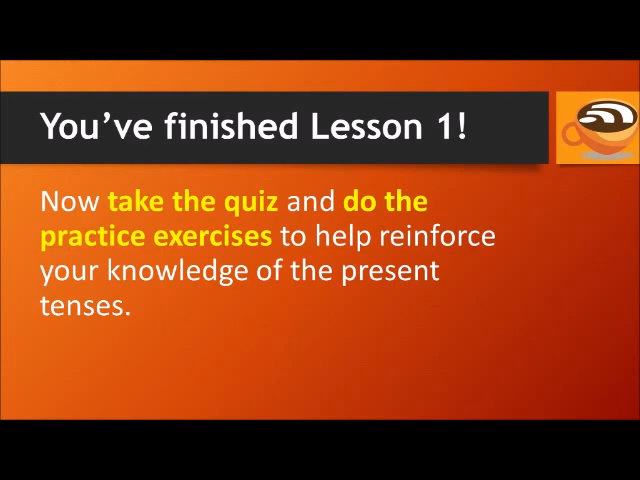 You’ve finished Lesson 1!
Now take the quiz and do the
practice exercises to help reinforce
your knowledge of the present
tenses.